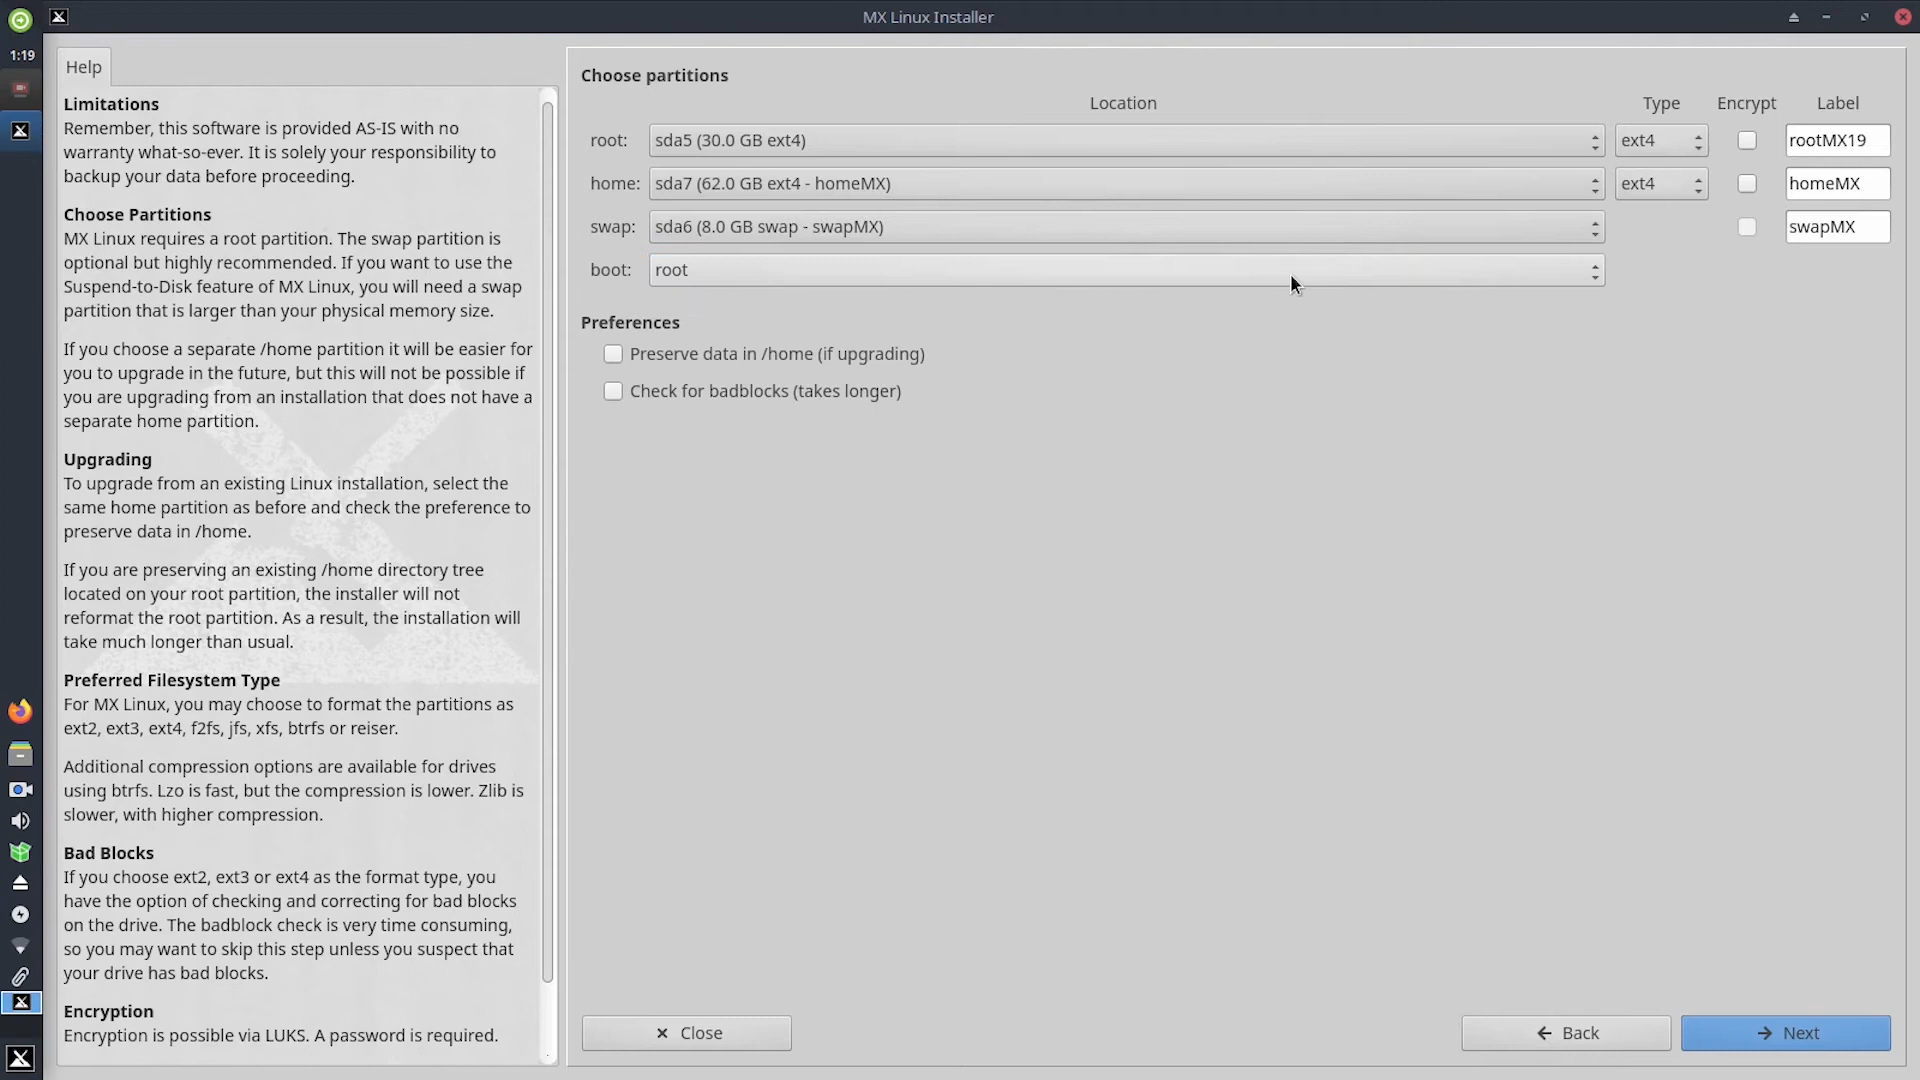 MX Linux Installer
1:19
Help
Limitations
Remember, this software is provided AS-IS with no
warranty what-so-ever. It is solely your responsibility to
backup your data before proceeding.
Choose Partitions
MX Linux requires a root partition. The swap partition is
optional but highly recommended. If you want to use the
Suspend-to-Disk feature of MX Linux, you will need a swap
partition that is larger than your physical memory size.
If you choose a separate /home partition it will be easier for
you to upgrade in the future, but this will not be possible if
you are upgrading from an installation that does not have a
separate home partition.
Upgrading
To upgrade from an existing Linux installation, select the
same home partition as before and check the preference to
preserve data in /home.
If you are preserving an existing /home directory tree
located on your root partition, the installer will not
reformat the root partition. As a result, the installation will
take much longer than usual.
Preferred Filesystem Type
For MX Linux, you may choose to format the partitions as
ext2, ext3, ext4, f2fs, jfs, xfs, btrfs or reiser.
Additional compression options are available for drives
using btrfs. Lzo is fast, but the compression is lower. Zlib is
slower, with higher compression.
Bad Blocks
If you choose ext2, ext3 or ext4 as the format type, you
have the option of checking and correcting for bad blocks
on the drive. The badblock check is very time consuming,
so you may want to skip this step unless you suspect that
your drive has bad blocks.
Encryption
Encryption is possible via LUKS. A password is required.
Choose partitions
Location Type Encrypt Label
root: sda5 (30.0 GB ext4) ext4 rootMX19
home: sda7 (62.0 GB ext4 - homeMX) ext4 homeMX
swap: sda6 (8.0 GB swap - swapMX) swapMX
boot: root
Preferences
Preserve data in /home (if upgrading)
Check for badblocks (takes longer)
Close Back Next